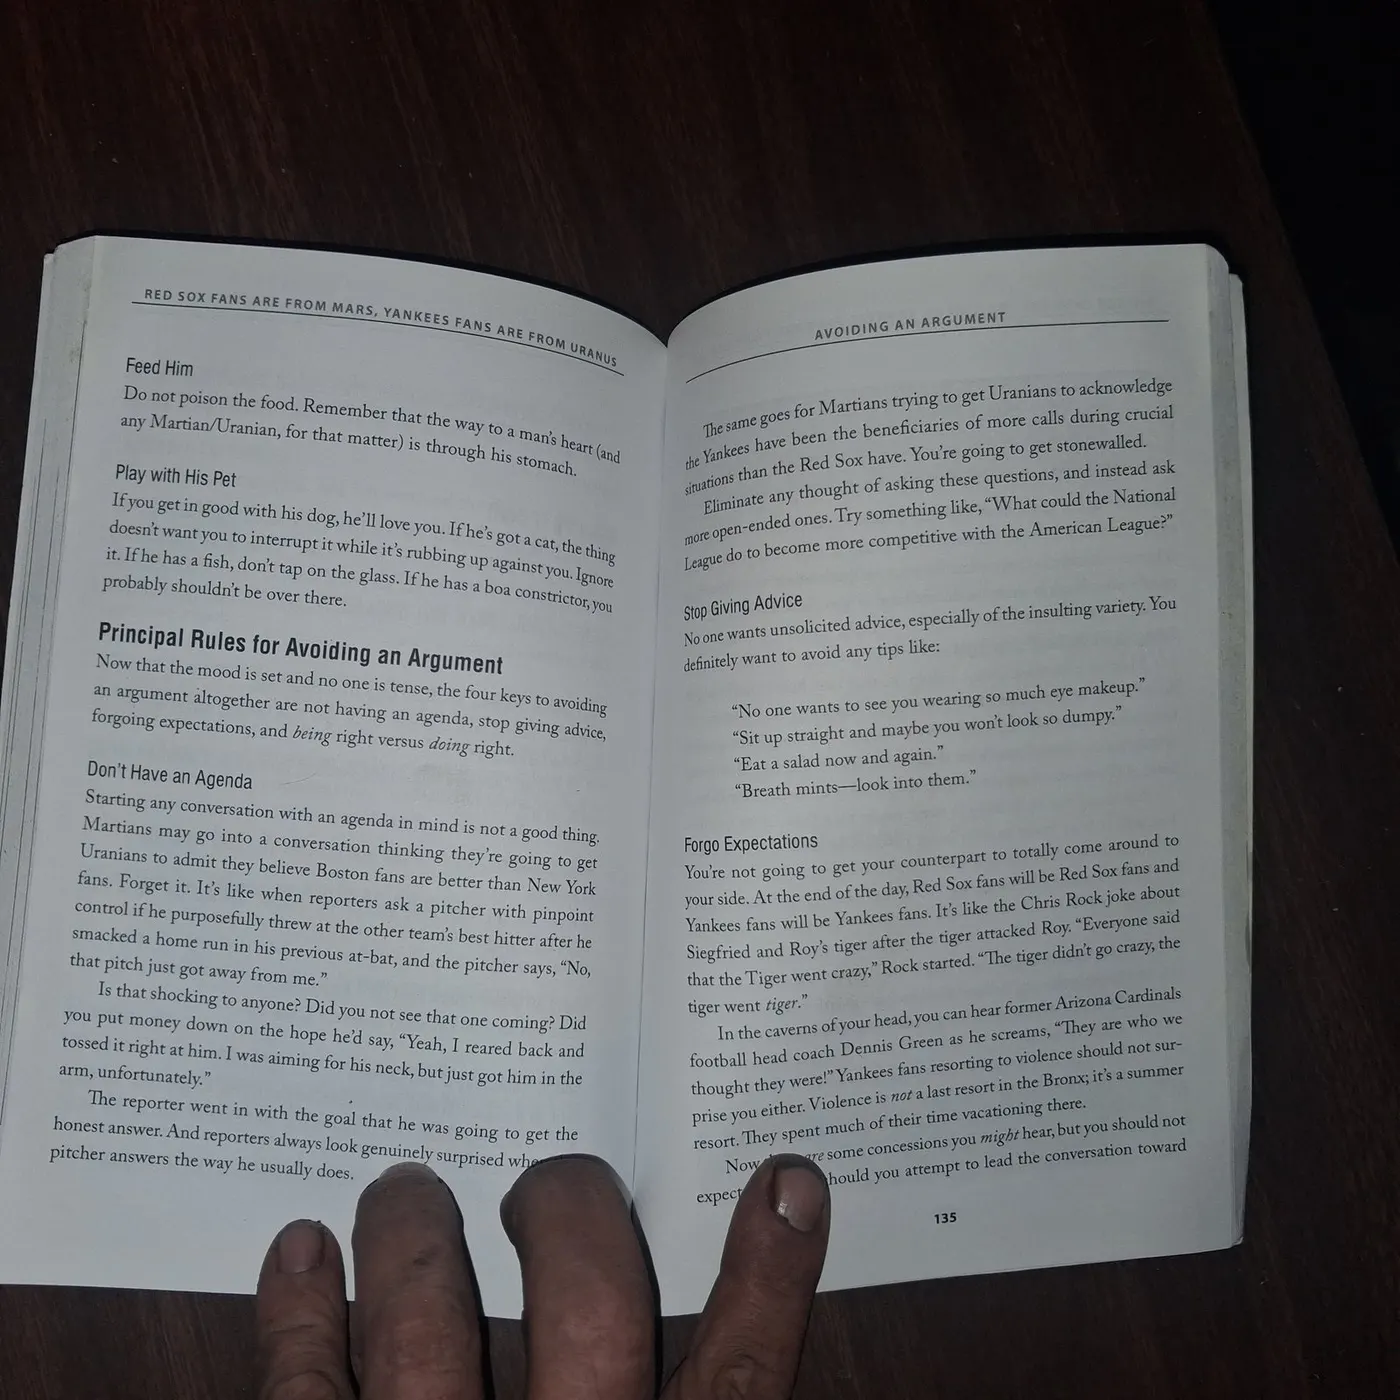 RED SOX FANS ARE FROM MARS, YANKEES FANS ARE FROM URANUS
Feed Him
Do not poison the food. Remember that the way to a man's heart (and
any Martian/Uranian, for that matter) is through his stomach.
Play with His Pet
If you get in good with his dog, he'll love you. If he's got a cat, the thing
doesn't want you to interrupt it while it's rubbing up against you. Ignore
it. If he has a fish, don't tap on the glass. If he has a boa constrictor, you
probably shouldn't be over there.
Principal Rules for Avoiding an Argument
Now that the mood is set and no one is tense, the four keys to avoiding
an argument altogether are not having an agenda, stop giving advice,
forgoing expectations, and being right versus doing right.
Don't Have an Agenda
Starting any conversation with an agenda in mind is not a good thing.
Martians may go into a conversation thinking they're going to get
Uranians to admit they believe Boston fans are better than New York
fans. Forget it. It's like when reporters ask a pitcher with pinpoint
control if he purposefully threw at the other team's best hitter after he
smacked a home run in his previous at-bat, and the pitcher says, "No,
that pitch just got away from me."
Is that shocking to anyone? Did you not see that one coming? Did
you put money down on the hope he'd say, "Yeah, I reared back and
tossed it right at him. I was aiming for his neck, but just got him in the
arm, unfortunately."
The reporter went in with the goal that he was going to get the
honest answer. And reporters always look genuinely surprised
pitcher answers the way he usually does.
AVOIDING AN ARGUMENT
The same goes for Martians trying to get Uranians to acknowledge
the Yankees have been the beneficiaries of more calls during crucial
situations than the Red Sox have. You're going to get stonewalled.
Eliminate any thought of asking these questions, and instead ask
more open-ended ones. Try something like, "What could the National
League do to become more competitive with the American League?"
Stop Giving Advice
No one wants unsolicited advice, especially of the insulting variety. You
definitely want to avoid any tips like:
"No one wants to see you wearing so much eye makeup."
"Sit up straight and maybe you won't look so dumpy."
"Eat a salad now and again."
"Breath mints—look into them."
Forgo Expectations
You're not going to get your counterpart to totally come around to
your side. At the end of the day, Red Sox fans will be Red Sox fans and
Yankees fans will be Yankees fans. It's like the Chris Rock joke about
Siegfried and Roy's tiger after the tiger attacked Roy. "Everyone said
that the Tiger went crazy," Rock started. "The tiger didn't go crazy, the
tiger went tiger."
In the caverns of your head, you can hear former Arizona Cardinals
football head coach Dennis Green as he screams, "They are who we
thought they were!" Yankees fans resorting to violence should not sur-
prise you either. Violence is not a last resort in the Bronx; it's a summer
resort. They spent much of their time vacationing there.
Now some concessions you might hear, but you should not
should you attempt to lead the conversation toward
135